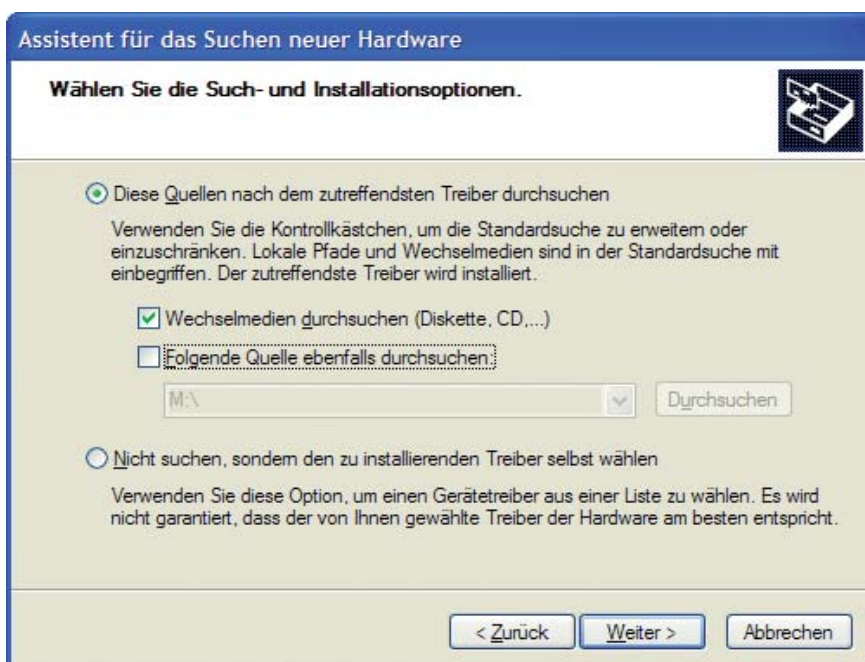 Assistent für das Suchen neuer Hardware
Wählen Sie die Such- und Installationsoptionen.
Diese Quellen nach dem zutreffendsten Treiber durchsuchen
Verwenden Sie die Kontrollkästchen, um die Standardsuche zu erweitern oder
einzuschränken. Lokale Pfade und Wechselmedien sind in der Standardsuche mit
einbegriffen. Der zutreffendste Treiber wird installiert.
Wechselmedien durchsuchen (Diskette, CD,...)
Folgende Quelle ebenfalls durchsuchen:
M:\
Durchsuchen
Nicht suchen, sondern den zu installierenden Treiber selbst wählen
Verwenden Sie diese Option, um einen Gerätetreiber aus einer Liste zu wählen. Es wird
nicht garantiert, dass der von Ihnen gewählte Treiber der Hardware am besten entspricht.
< Zurück
Weiter >
Abbrechen